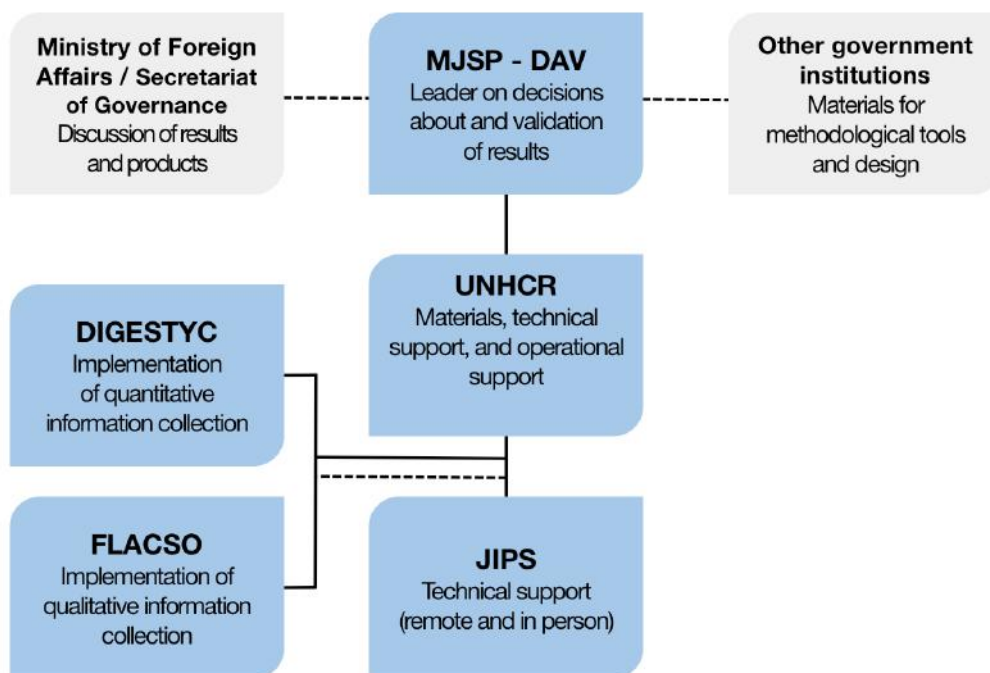 Ministry of Foreign
Affairs / Secretariat
of Governance
Discussion of results
and products
MJSP - DAV
Leader on decisions
about and validation
of results
Other government
institutions
Materials for
methodological tools
and design
UNHCR
Materials, technical
support, and operational
support
DIGESTYC
Implementation
of quantitative
information collection
FLACSO
Implementation of
qualitative information
collection
JIPS
Technical support
(remote and in person)